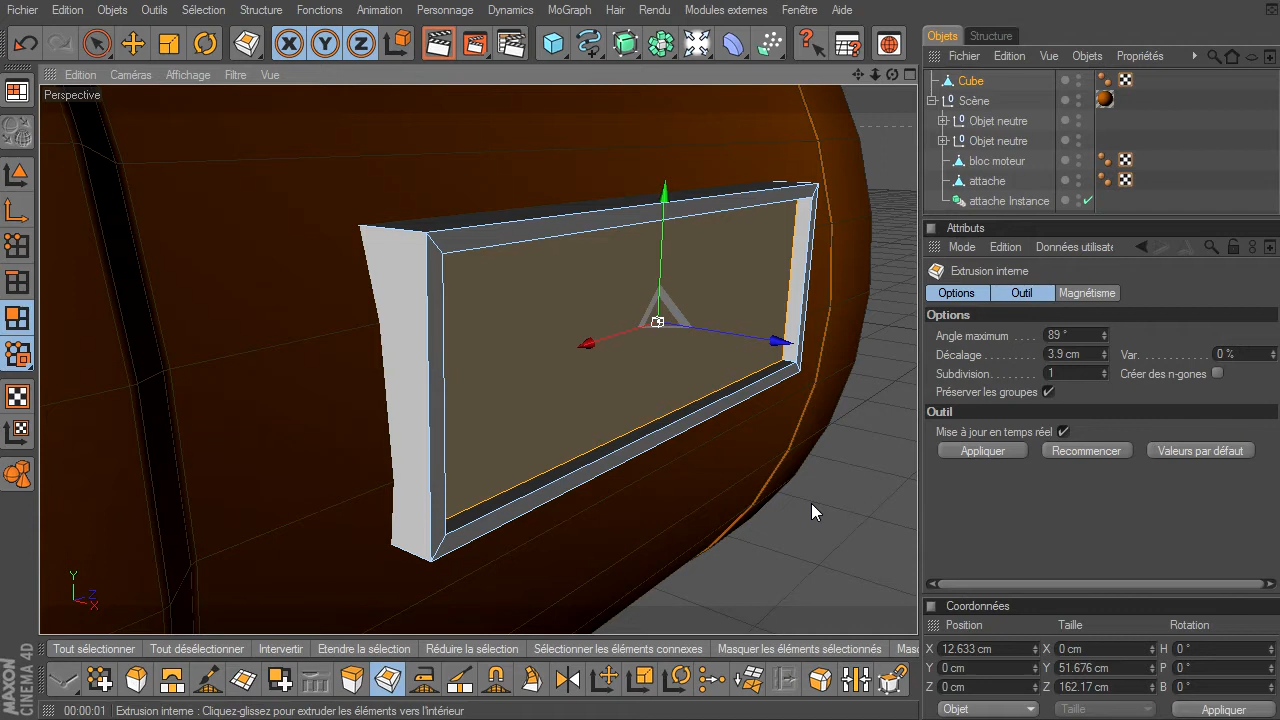 Fichier Edition Objets Outils Sélection Structure Fonctions Animation Personnage Dynamics MoGraph Hair Rendu Modules externes Fenêtre Aide
Objets Structure
Edition Caméras Affichage Filtre Vue
Fichier Edition Vue Objets Propriétés
Perspective
Cube
Scène
Objet neutre
Objet neutre
bloc moteur
attache
attache Instance
Attributs
Mode Edition Données utilisate
Extrusion interne
Options Outil Magnétisme
Options
Angle maximum . . . . 89 °
Décalage . . . . . . . . . 3.9 cm Var. . . . . . . . . . . 0 %
Subdivision . . . . . . . 1 Créer des n-gones
Préserver les groupes
Outil
Mise à jour en temps réel
Appliquer Recommencer Valeurs par défaut
Coordonnées
Position Taille Rotation
X 12.633 cm X 0 cm H 0 °
Y 0 cm Y 51.676 cm P 0 °
Z 0 cm Z 162.17 cm B 0 °
Objet Taille Appliquer
Y
Z
X
Tout sélectionner Tout désélectionner Intervertir Etendre la sélection Réduire la sélection Sélectionner les éléments connexes Masquer les éléments sélectionnés Masc
MAXON
CINEMA 4D
00:00:01 Extrusion interne : Cliquez-glissez pour extruder les éléments vers l'intérieur